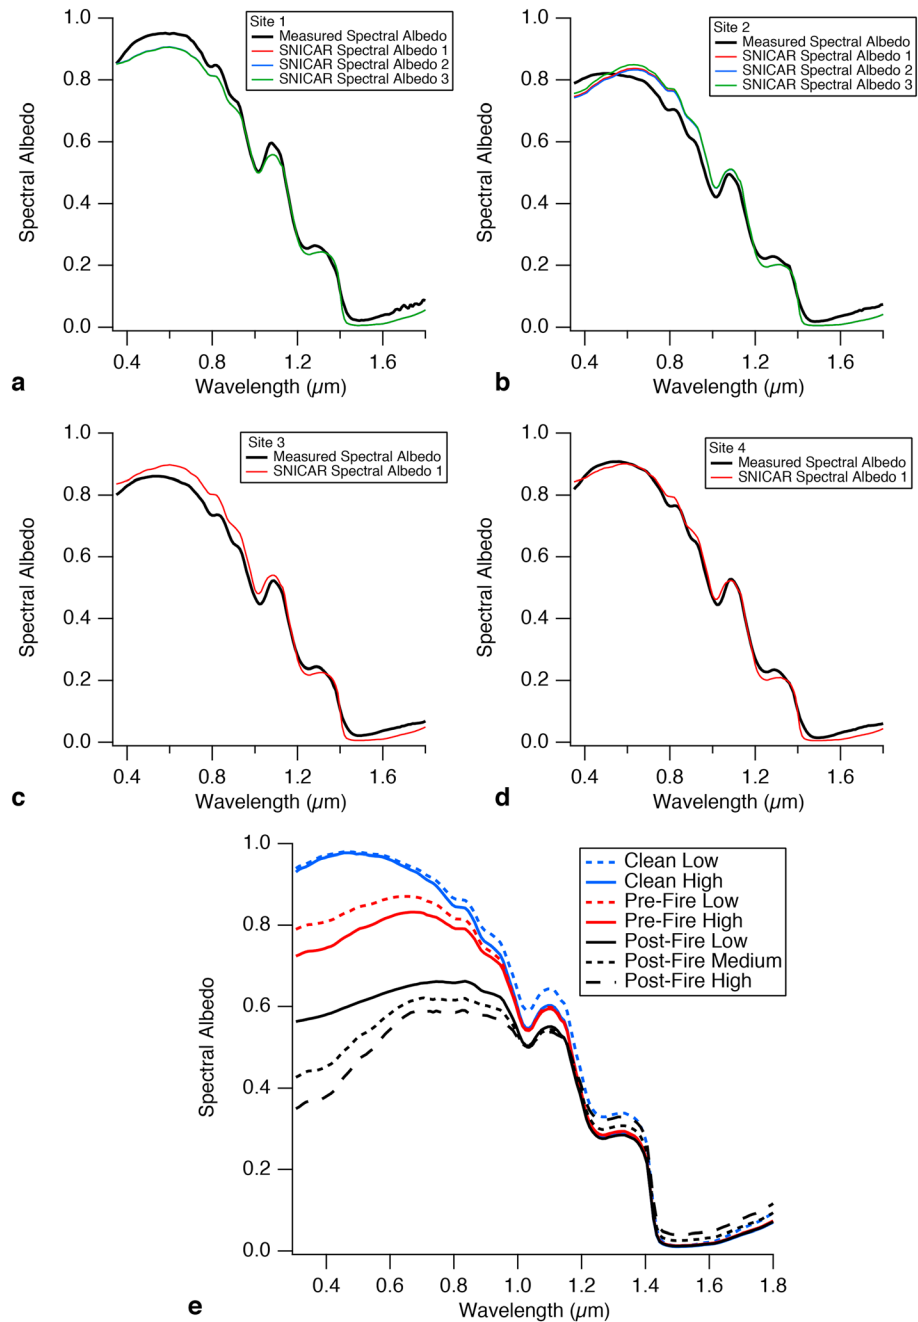 Site 1
Measured Spectral Albedo
SNICAR Spectral Albedo 1
SNICAR Spectral Albedo 2
SNICAR Spectral Albedo 3
1.0
0.8
0.6
0.4
0.2
0.0
Spectral Albedo
0.4
0.8
1.2
1.6
Wavelength (µm)
a
Site 2
Measured Spectral Albedo
SNICAR Spectral Albedo 1
SNICAR Spectral Albedo 2
SNICAR Spectral Albedo 3
1.0
0.8
0.6
0.4
0.2
0.0
Spectral Albedo
0.4
0.8
1.2
1.6
Wavelength (µm)
b
Site 3
Measured Spectral Albedo
SNICAR Spectral Albedo 1
1.0
0.8
0.6
0.4
0.2
0.0
Spectral Albedo
0.4
0.8
1.2
1.6
Wavelength (µm)
c
Site 4
Measured Spectral Albedo
SNICAR Spectral Albedo 1
1.0
0.8
0.6
0.4
0.2
0.0
Spectral Albedo
0.4
0.8
1.2
1.6
Wavelength (µm)
d
Clean Low
Clean High
Pre-Fire Low
Pre-Fire High
Post-Fire Low
Post-Fire Medium
Post-Fire High
1.0
0.8
0.6
0.4
0.2
0.0
Spectral Albedo
0.4
0.6
0.8
1.0
1.2
1.4
1.6
1.8
Wavelength (µm)
e